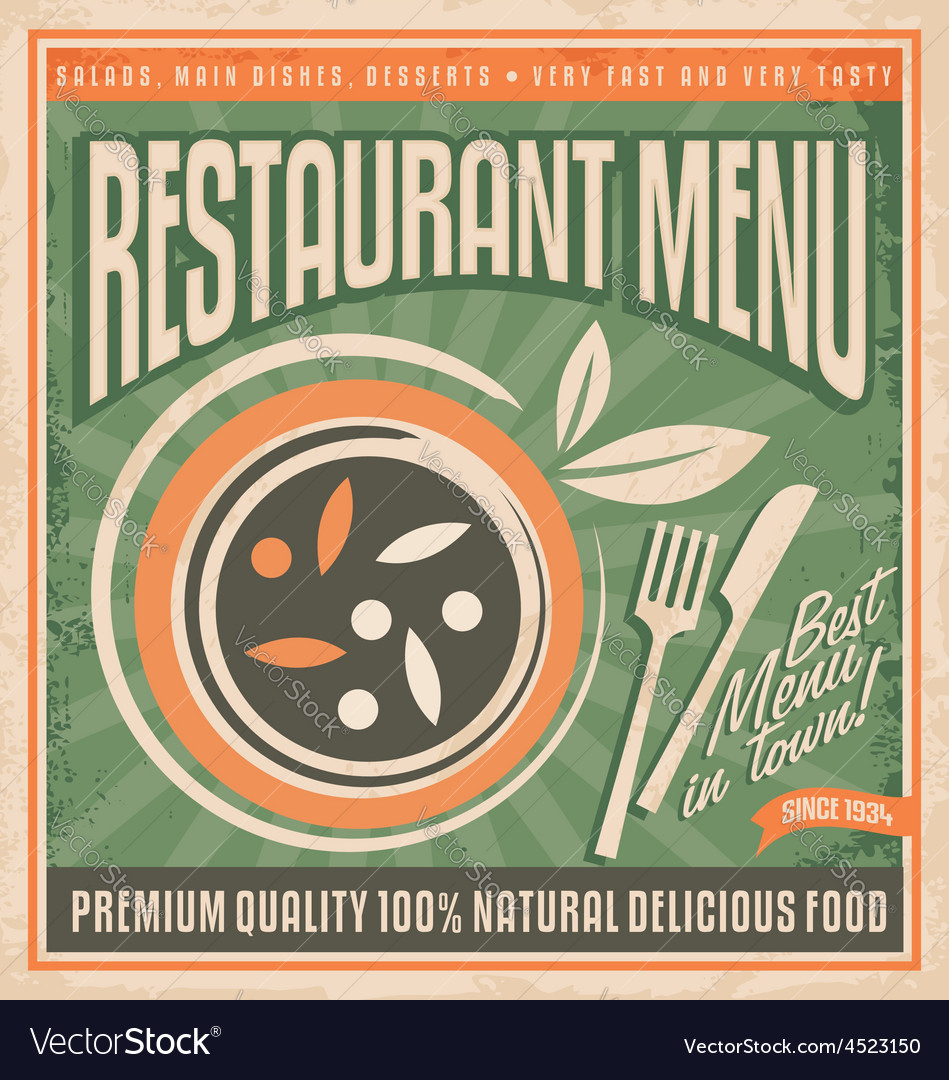 SALADS, MAIN DISHES, DESSERTS • VERY FAST AND VERY TASTY
RESTAURANT MENU
Best
Menu
in town!
SINCE 1934
PREMIUM QUALITY 100% NATURAL DELICIOUS FOOD
VectorStock®
VectorStock.com/4523150